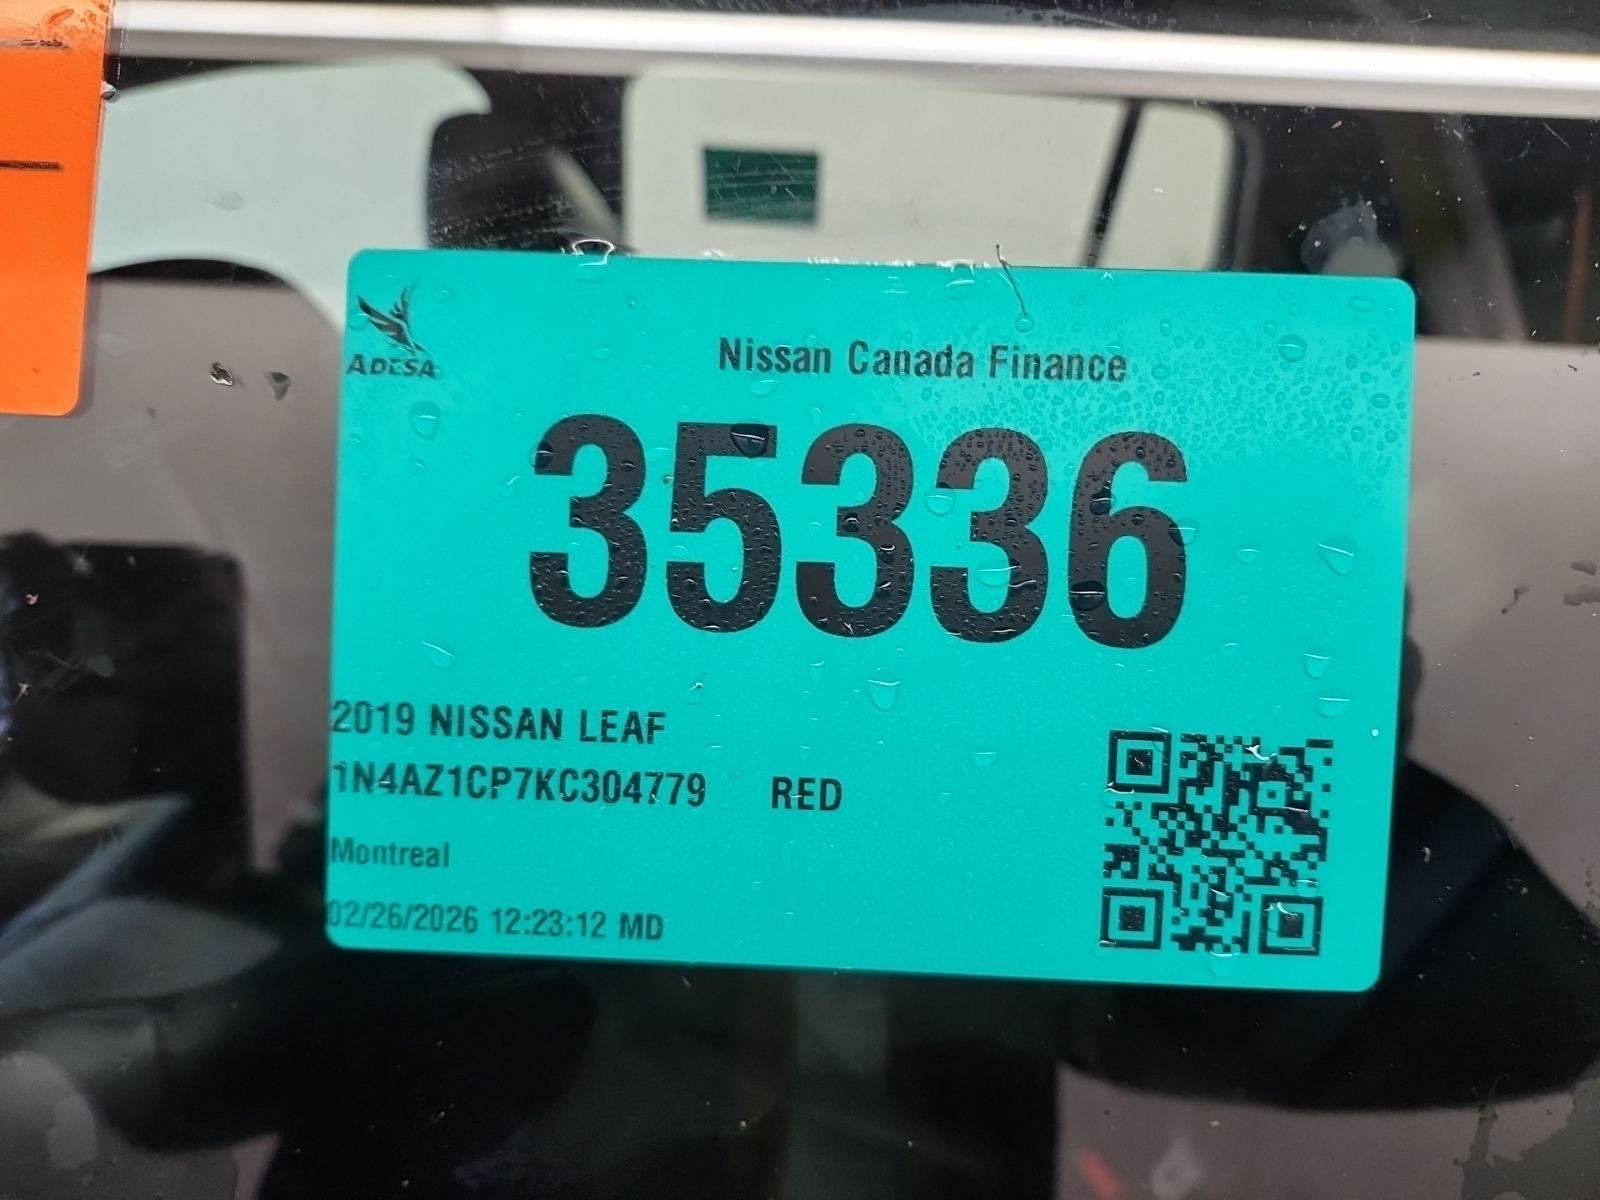 ADESA
Nissan Canada Finance
35336
2019 NISSAN LEAF
1N4AZ1CP7KC304779 RED
Montreal
02/26/2026 12:23:12 MD